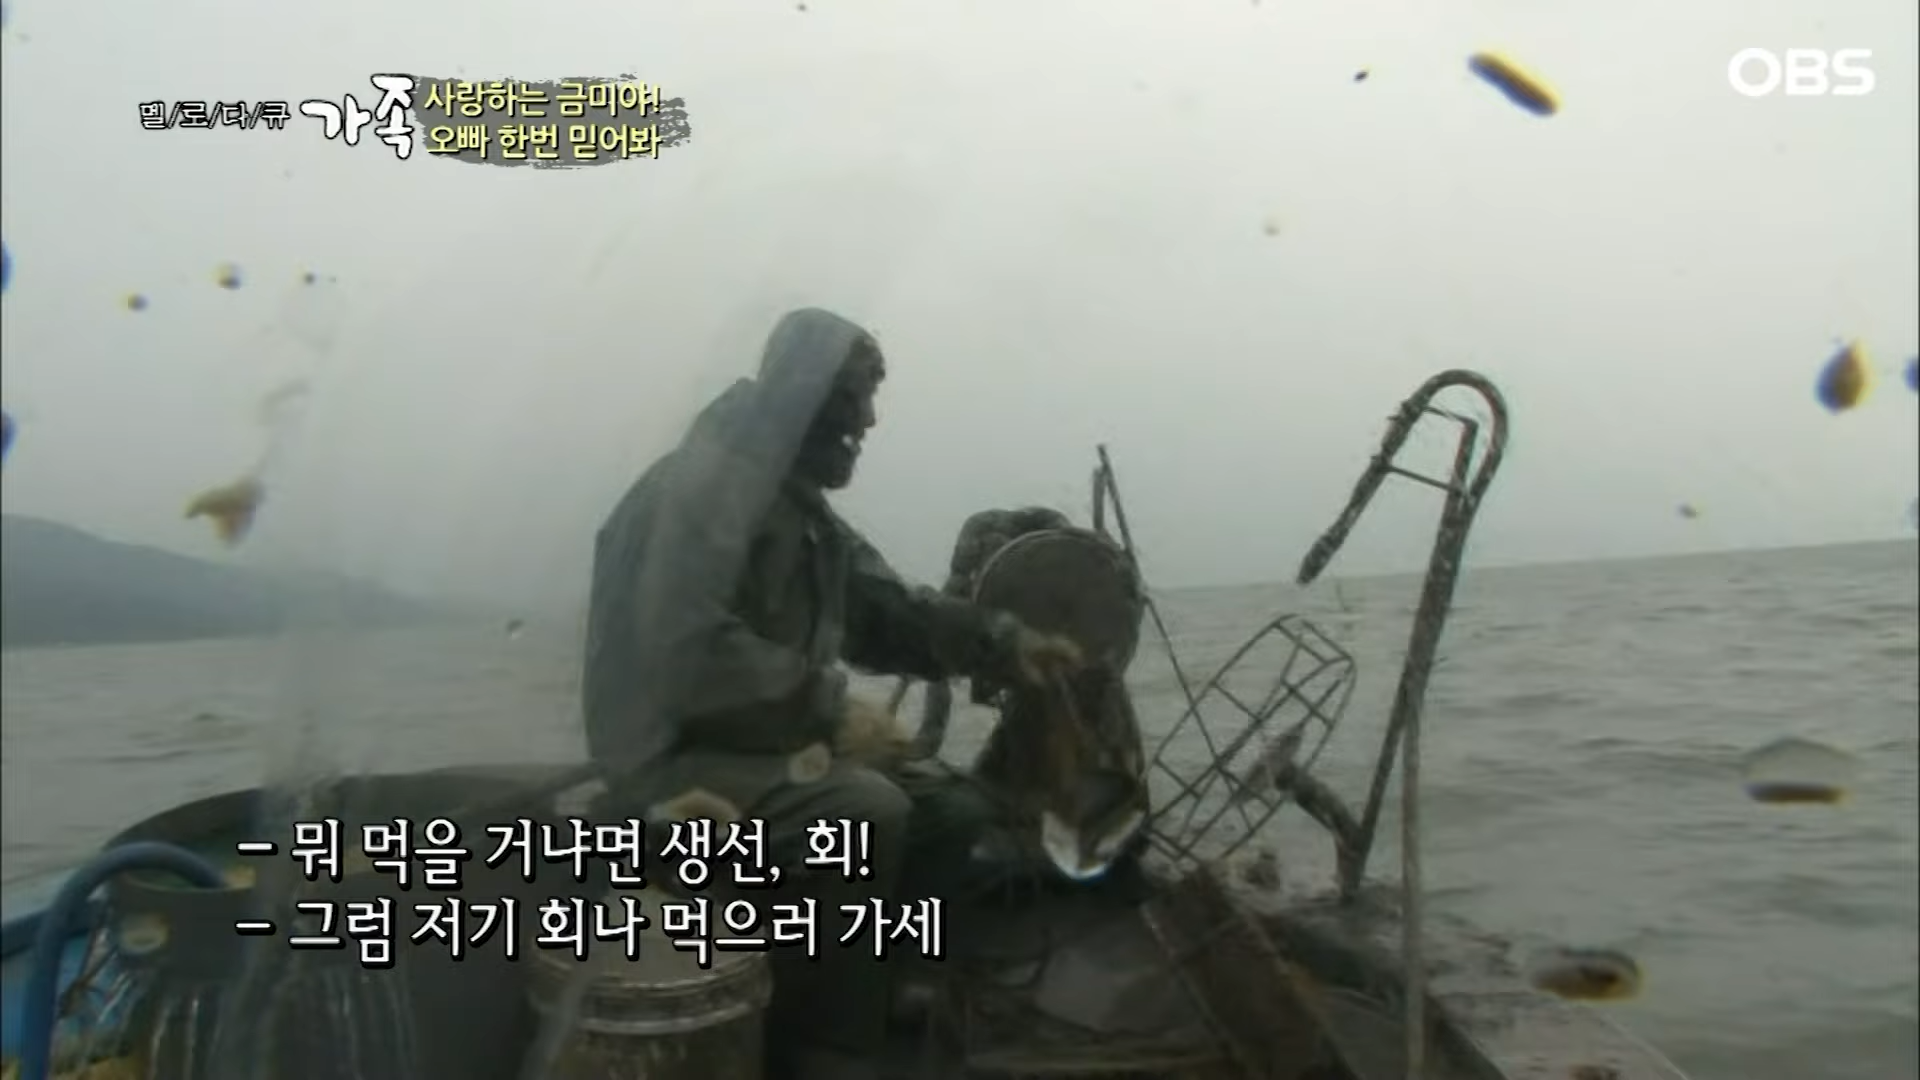 멜/로/다/큐 가족 사랑하는 금미야!
오빠 한번 믿어봐
OBS
- 뭐 먹을 거냐면 생선, 회!
- 그럼 저기 회나 먹으러 가세